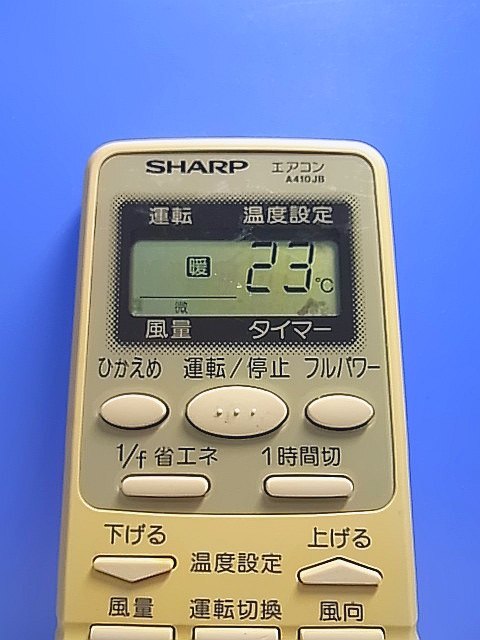 SHARP エアコン
A410JB
運転 温度設定
暖 23℃
微
風量 タイマー
ひかえめ 運転/停止 フルパワー
1/f 省エネ 1時間切
下げる 上げる
温度設定
風量 運転切換 風向